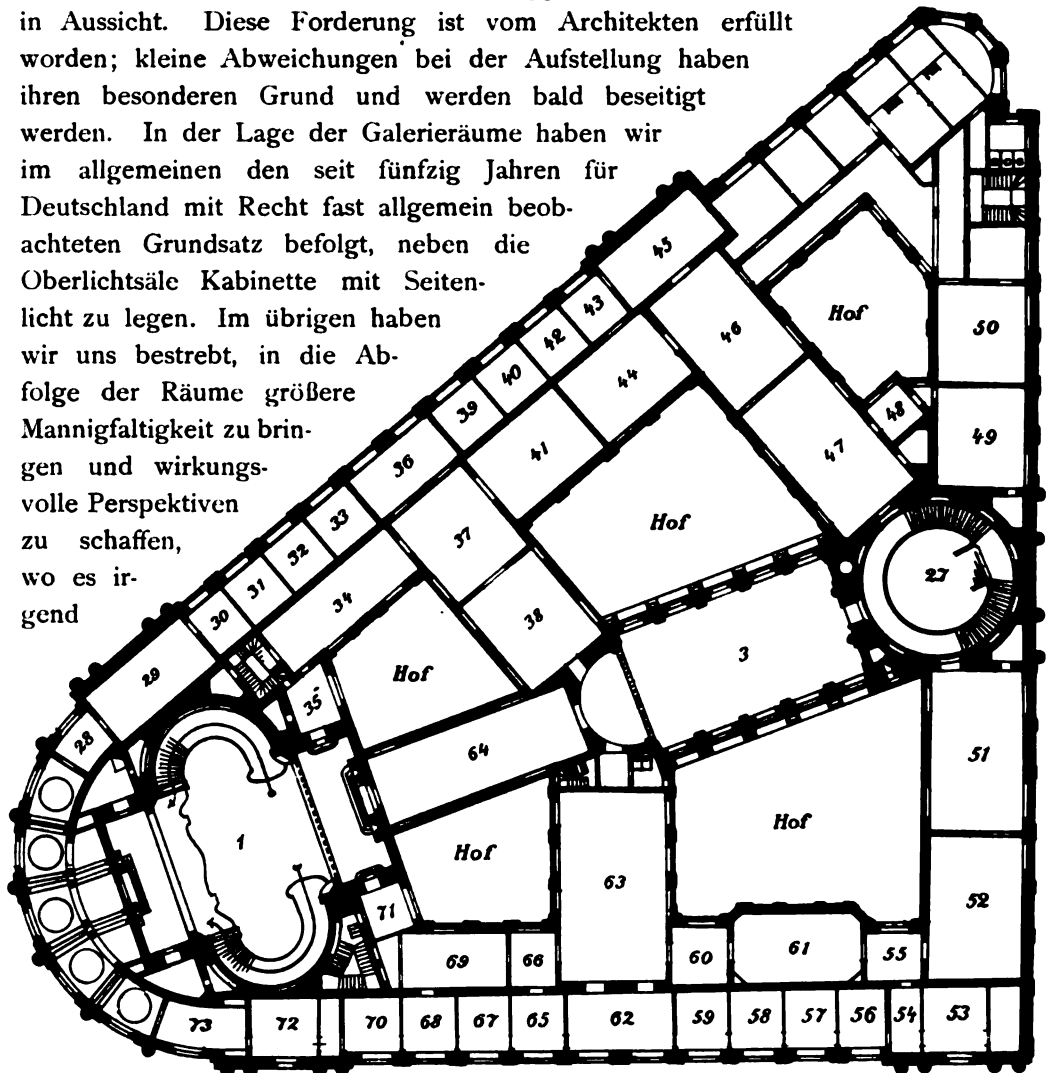 in Aussicht. Diese Forderung ist vom Architekten erfüllt
worden; kleine Abweichungen bei der Aufstellung haben
ihren besonderen Grund und werden bald beseitigt
werden. In der Lage der Galerieräume haben wir
im allgemeinen den seit fünfzig Jahren für
Deutschland mit Recht fast allgemein beob-
achteten Grundsatz befolgt, neben die
Oberlichtsäle Kabinette mit Seiten-
licht zu legen. Im übrigen haben
wir uns bestrebt, in die Ab-
folge der Räume größere
Mannigfaltigkeit zu brin-
gen und wirkungs-
volle Perspektiven
zu schaffen,
wo es ir-
gend
45
43
42
40
39
36
33
32
31
30
29
28
46
44
41
37
34
38
35
Hof
50
48
49
47
Hof
27
3
Hof
64
51
1
Hof
Hof
63
52
71
69
66
60
61
55
73
72
70
68
67
65
62
59
58
57
56
54
53